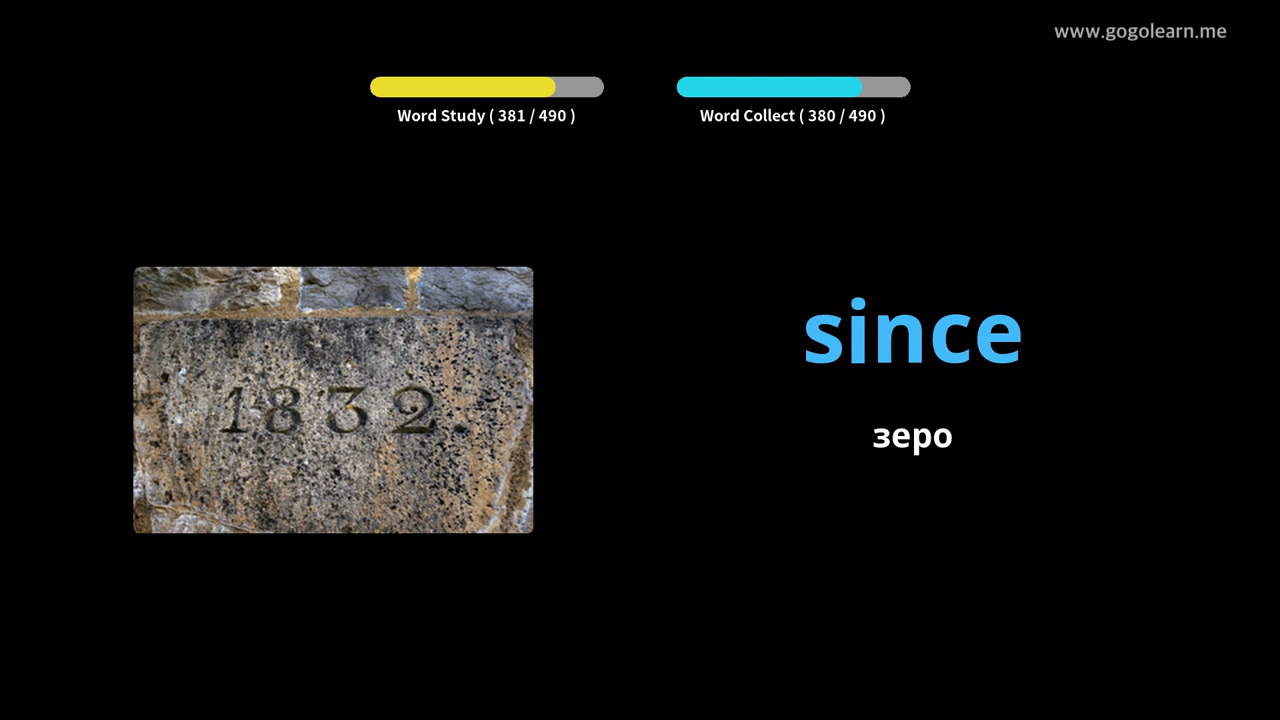 www.gogolearn.me
Word Study ( 381 / 490 )
Word Collect ( 380 / 490 )
1832.
since
зеро